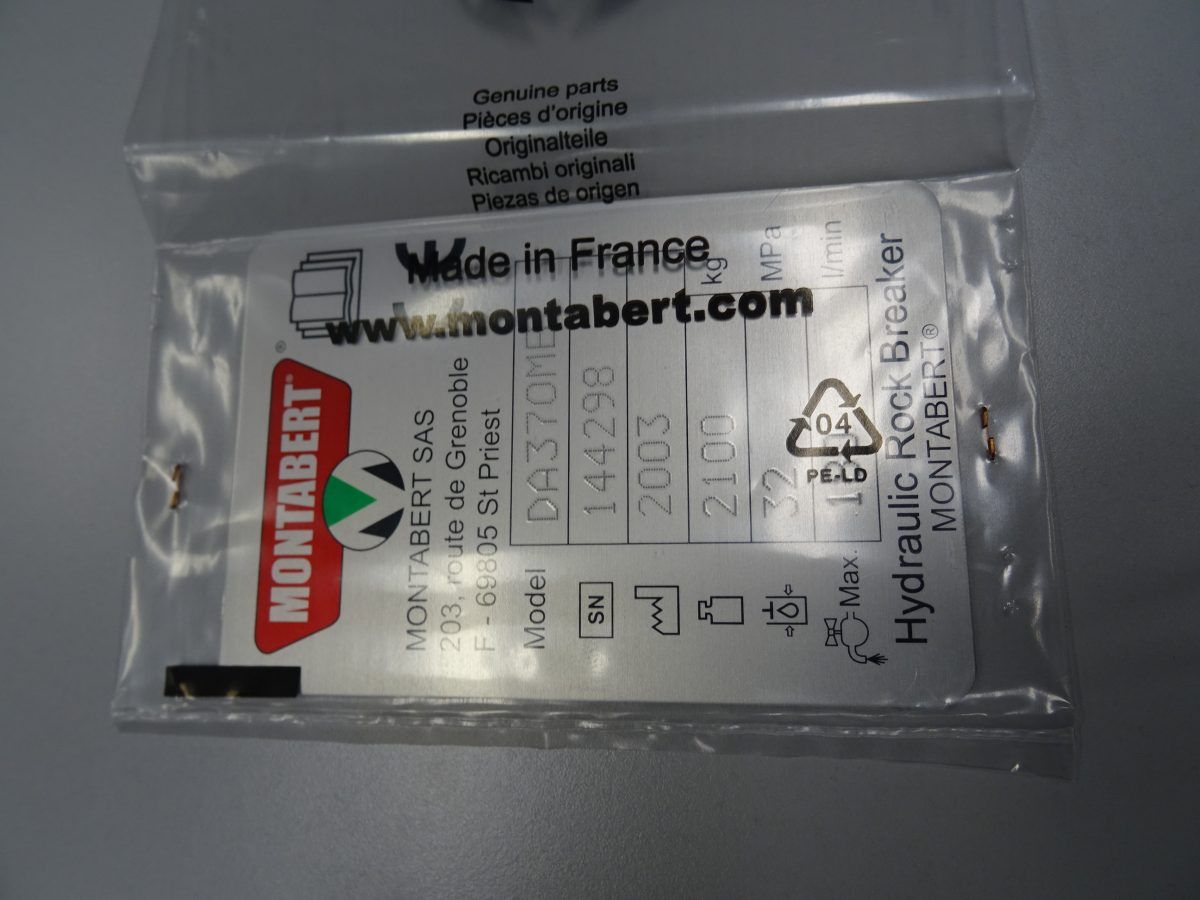 Genuine parts
Pièces d'origine
Originalteile
Ricambi originali
Piezas de origen
Made in France
www.montabert.com
04
PE-LD
MONTABERT®
MONTABERT SAS
203, route de Grenoble
F - 69805 St Priest
Model DA370ME
SN 144298
2003
2100 kg
32 MPa
Max. l/min
Hydraulic Rock Breaker
MONTABERT®